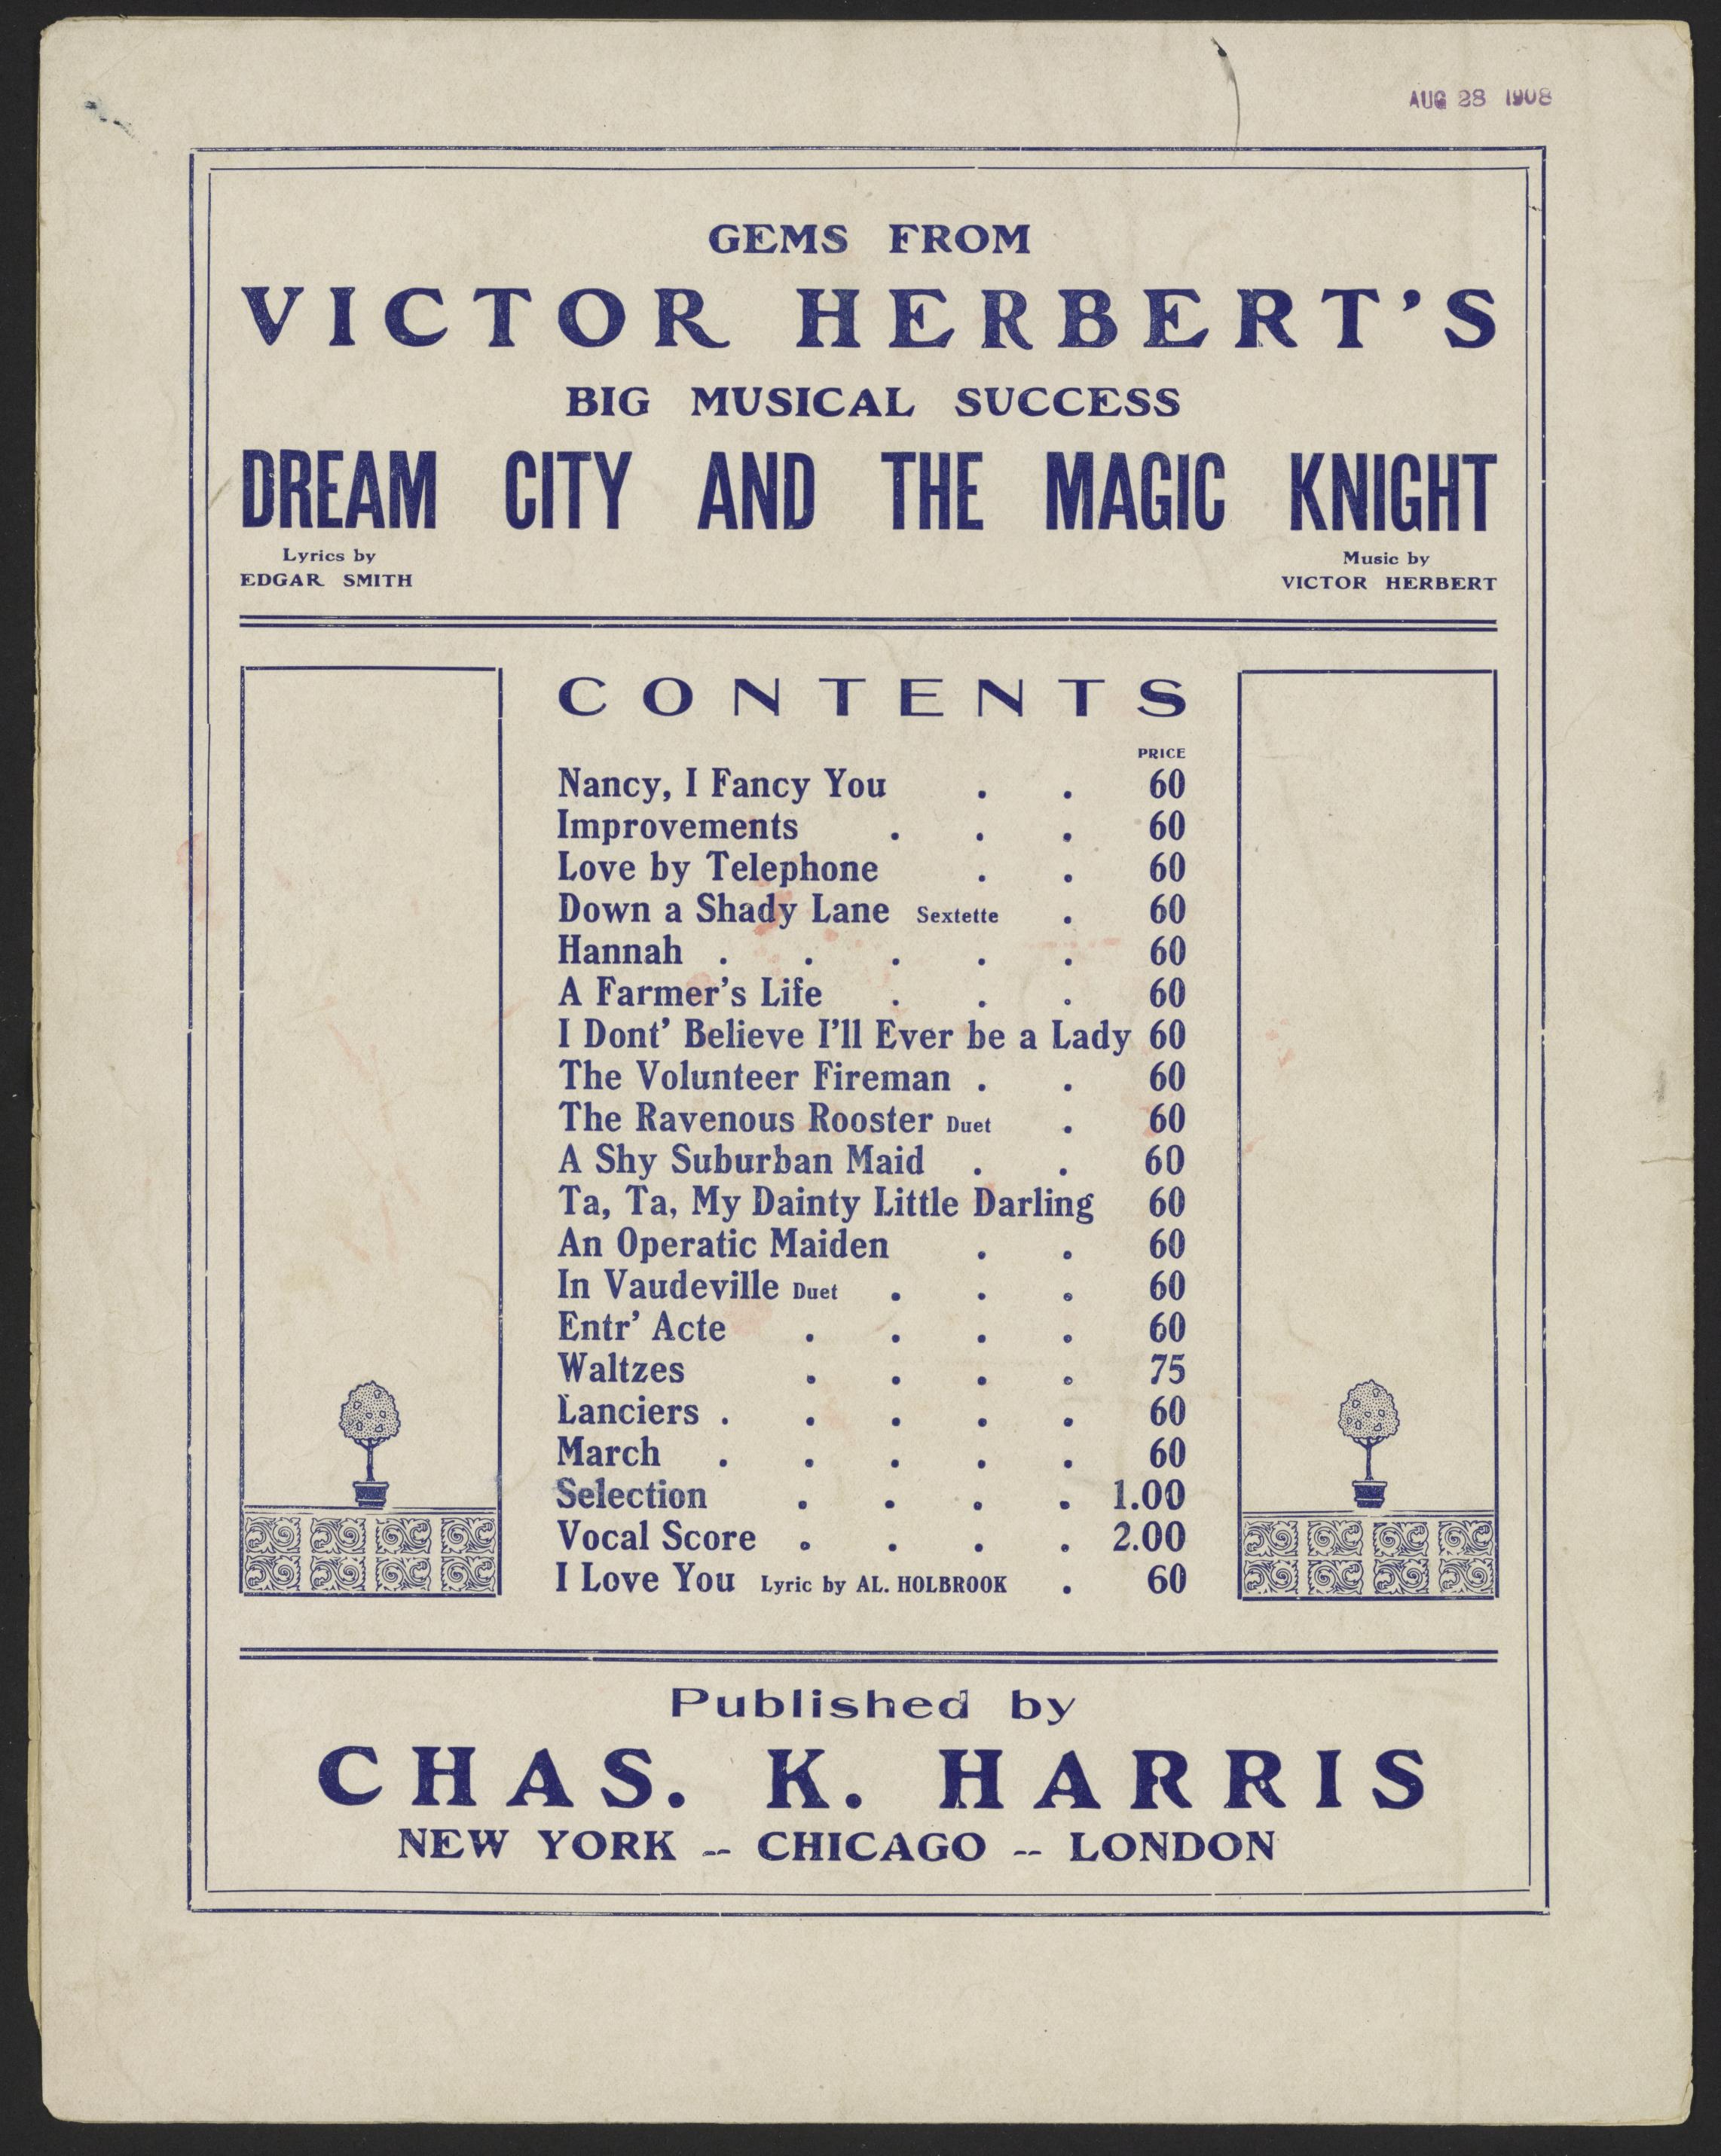 AUG 28 1908
GEMS FROM
VICTOR HERBERT'S
BIG MUSICAL SUCCESS
DREAM CITY AND THE MAGIC KNIGHT
Lyrics by
EDGAR SMITH
Music by
VICTOR HERBERT
CONTENTS
PRICE
Nancy, I Fancy You . . 60
Improvements . . . 60
Love by Telephone . . 60
Down a Shady Lane Sextette . 60
Hannah . . . . . 60
A Farmer's Life . . . 60
I Dont' Believe I'll Ever be a Lady 60
The Volunteer Fireman . . 60
The Ravenous Rooster Duet . 60
A Shy Suburban Maid . . 60
Ta, Ta, My Dainty Little Darling 60
An Operatic Maiden . . 60
In Vaudeville Duet . . . 60
Entr' Acte . . . . 60
Waltzes . . . . 75
Lanciers . . . . . 60
March . . . . . 60
Selection . . . . 1.00
Vocal Score . . . . 2.00
I Love You Lyric by AL. HOLBROOK . 60
Published by
CHAS. K. HARRIS
NEW YORK -- CHICAGO -- LONDON